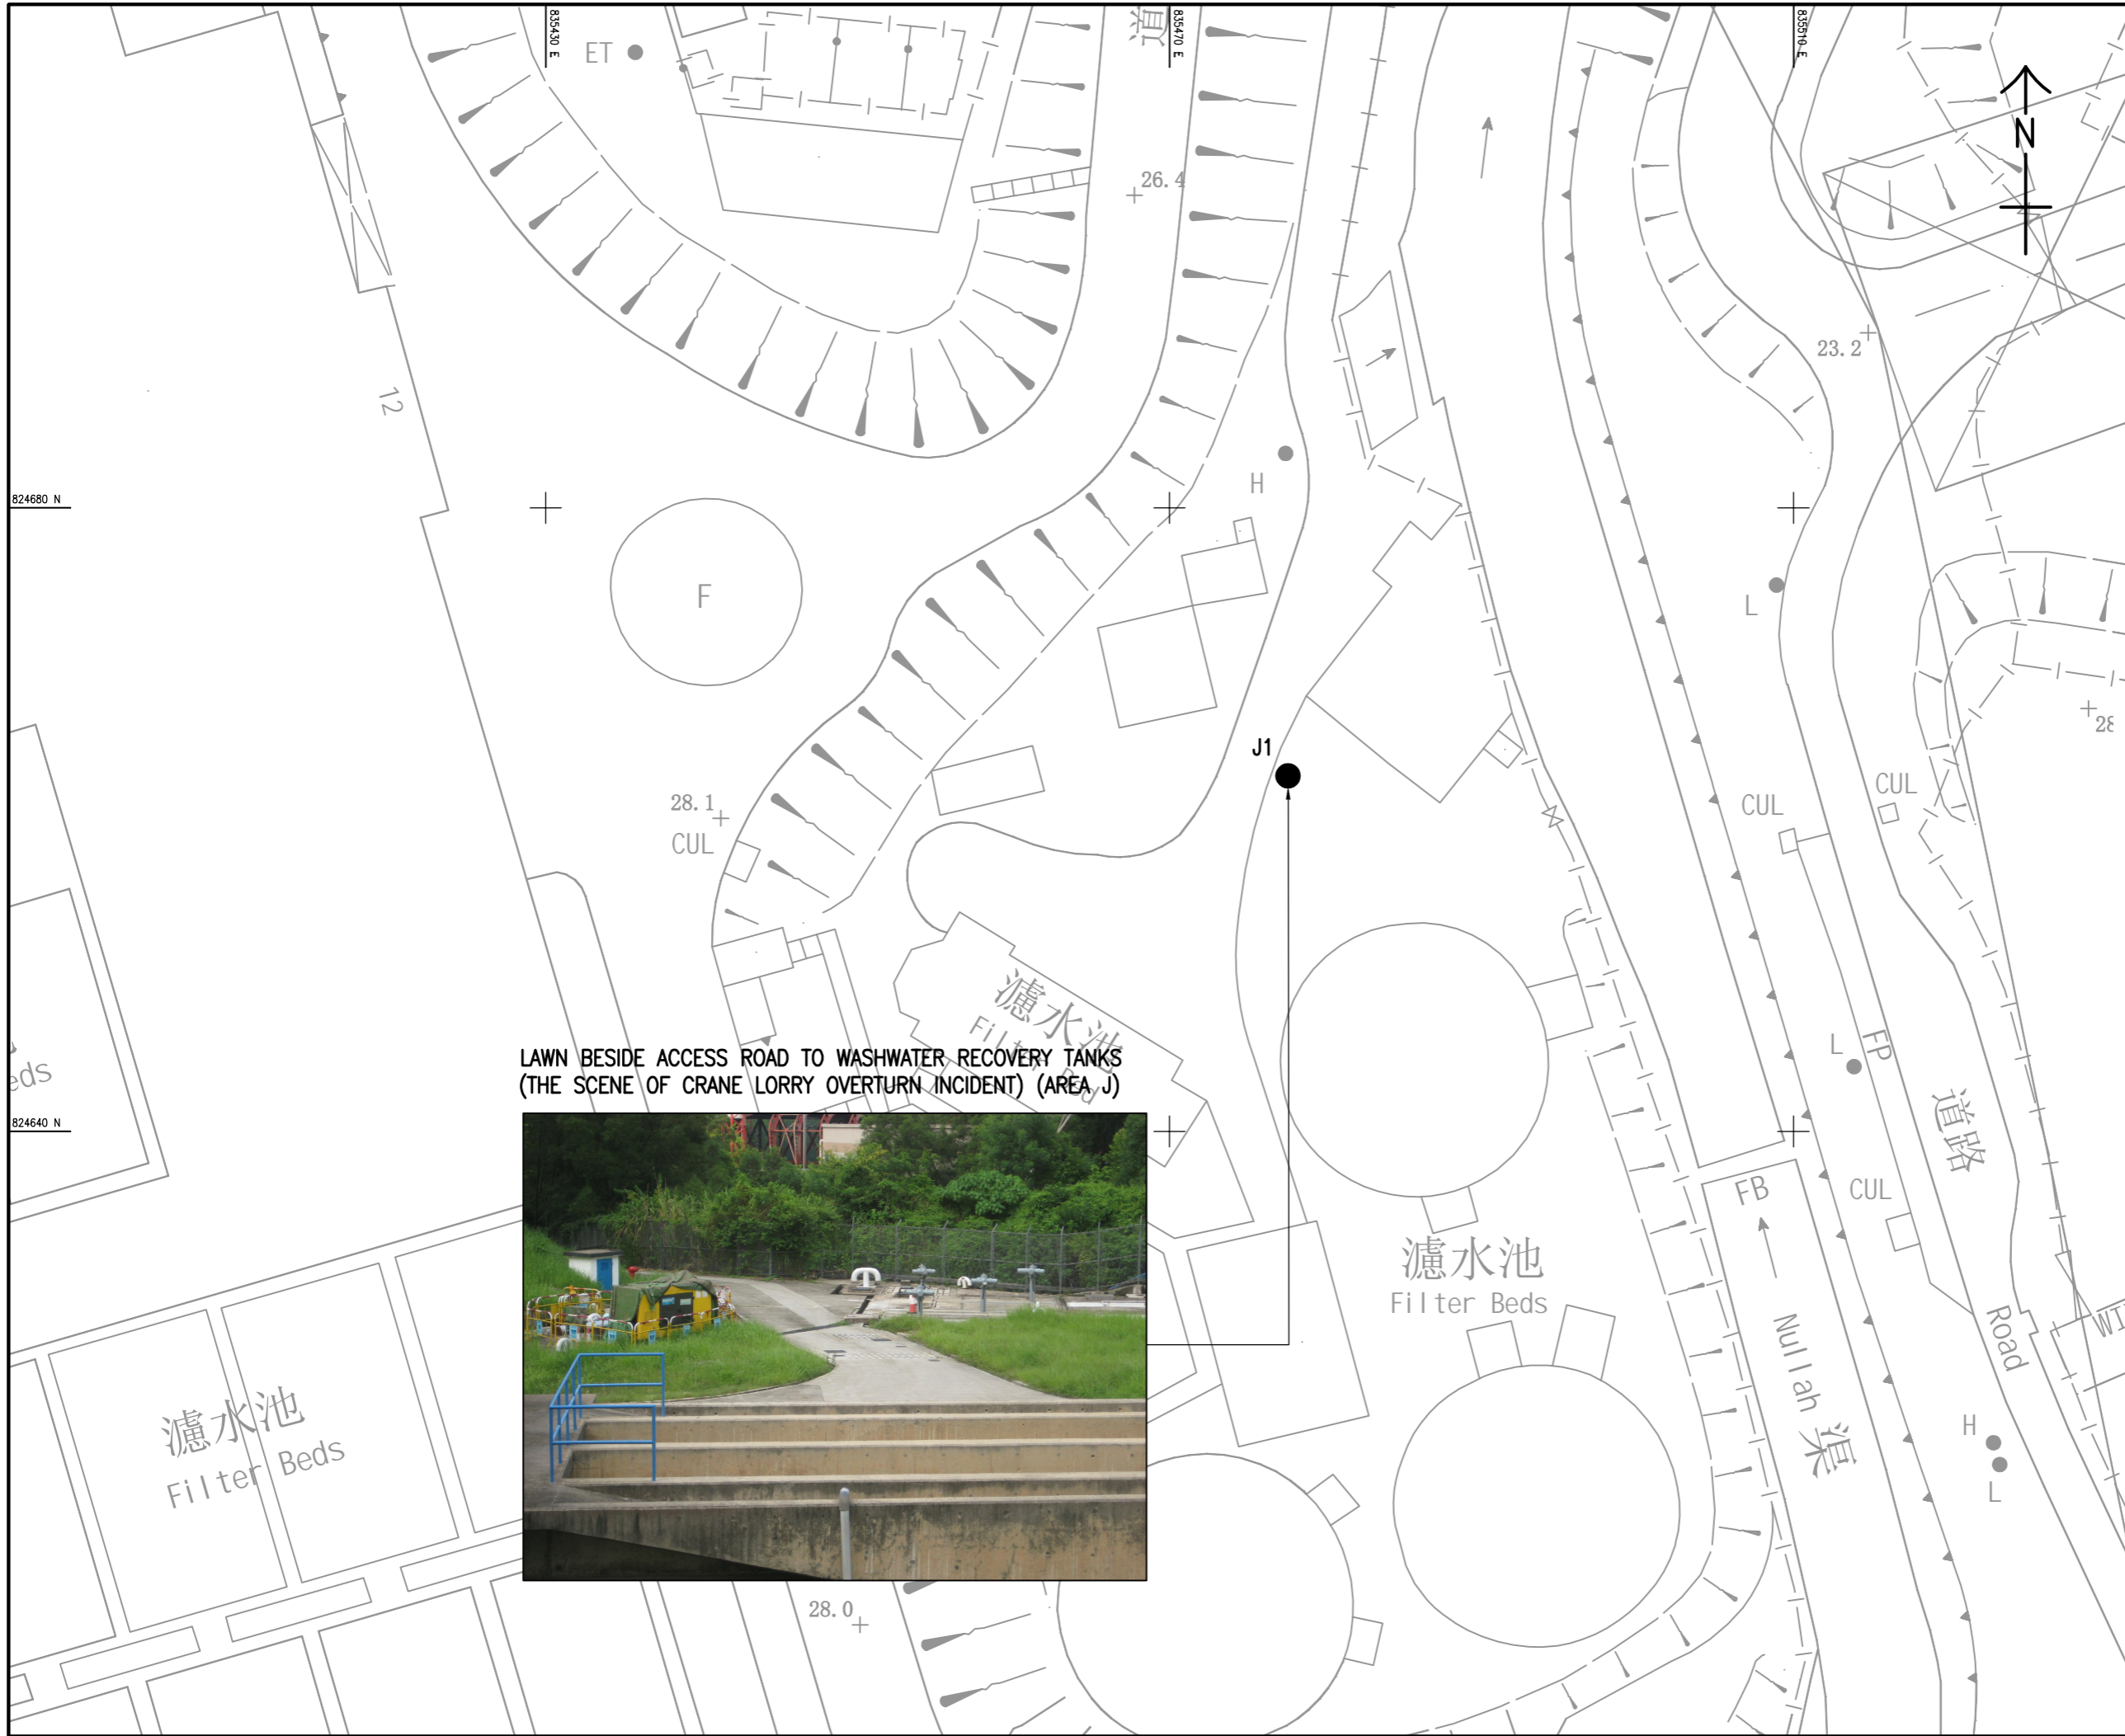 835430 E
道
835470 E
835510 E
ET
N
26.4
23.2
12
H
824680 N
F
L
J1
28.1
CUL
CUL
CUL
濾水池
Filter Bed
L
FP
eds
LAWN BESIDE ACCESS ROAD TO WASHWATER RECOVERY TANKS
(THE SCENE OF CRANE LORRY OVERTURN INCIDENT) (AREA J)
824640 N
道路
FB
CUL
濾水池
Filter Beds
Nullah 渠
Road
濾水池
Filter Beds
H
L
28.0